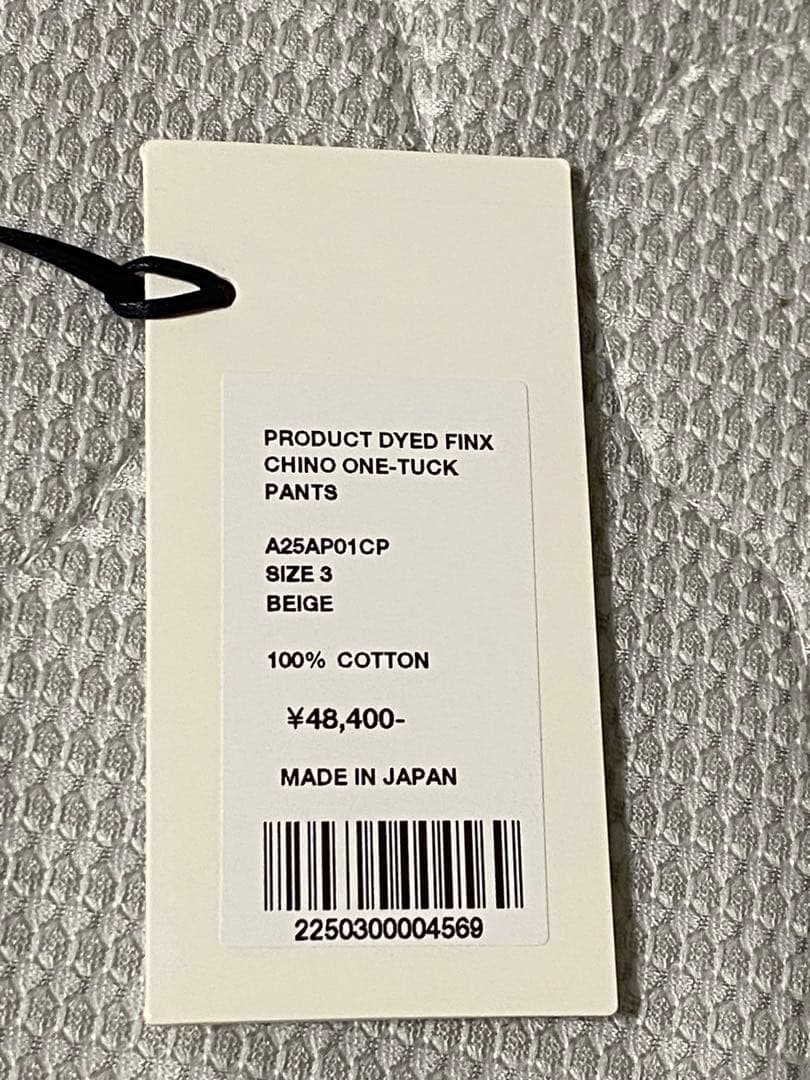 PRODUCT DYED FINX
CHINO ONE-TUCK
PANTS
A25AP01CP
SIZE 3
BEIGE
100% COTTON
¥48,400-
MADE IN JAPAN
2250300004569